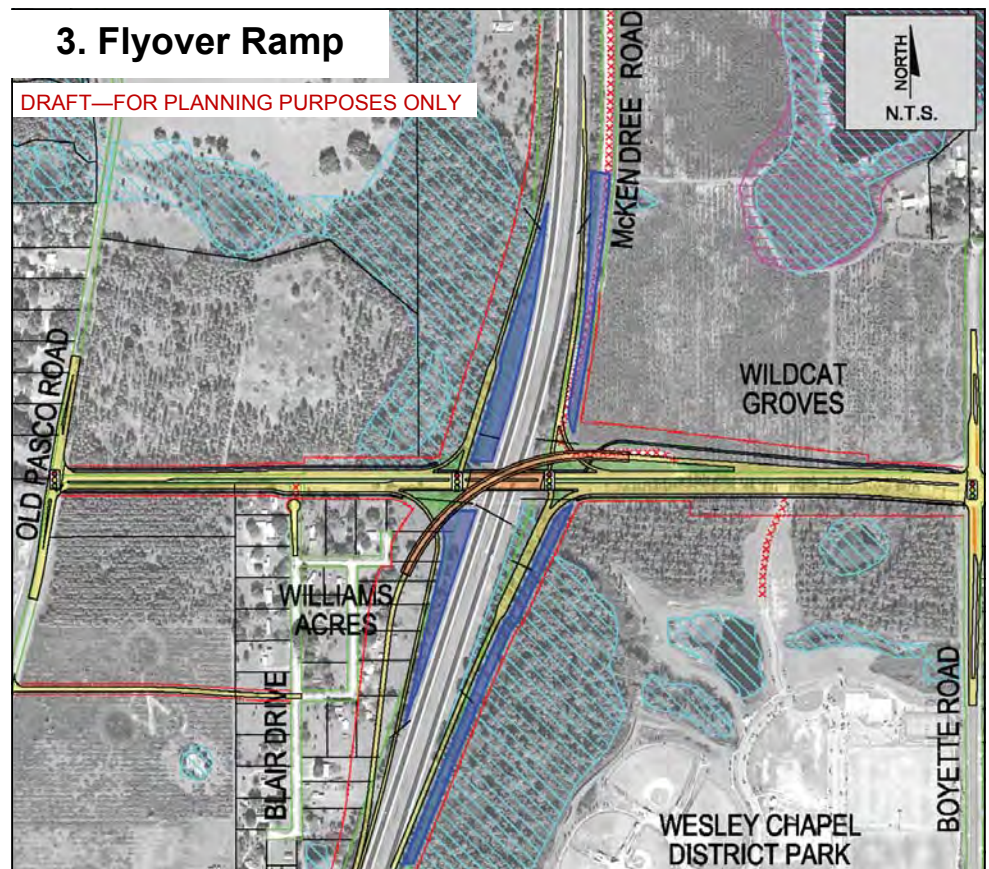 3. Flyover Ramp
DRAFT—FOR PLANNING PURPOSES ONLY
McKENDREE ROAD
NORTH
N.T.S.
OLD PASCO ROAD
WILDCAT
GROVES
WILLIAMS
ACRES
BLAIR DRIVE
BOYETTE ROAD
WESLEY CHAPEL
DISTRICT PARK